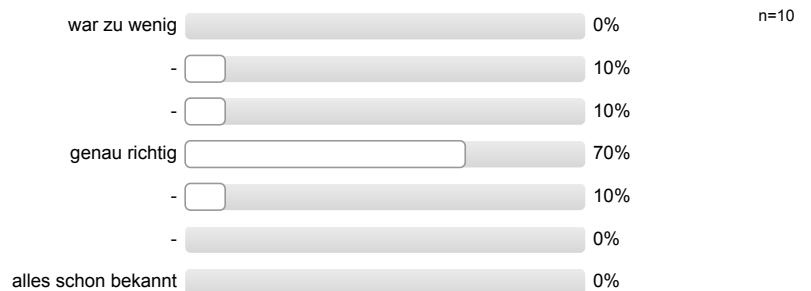 war zu wenig 0% n=10
- 10%
- 10%
genau richtig 70%
- 10%
- 0%
alles schon bekannt 0%